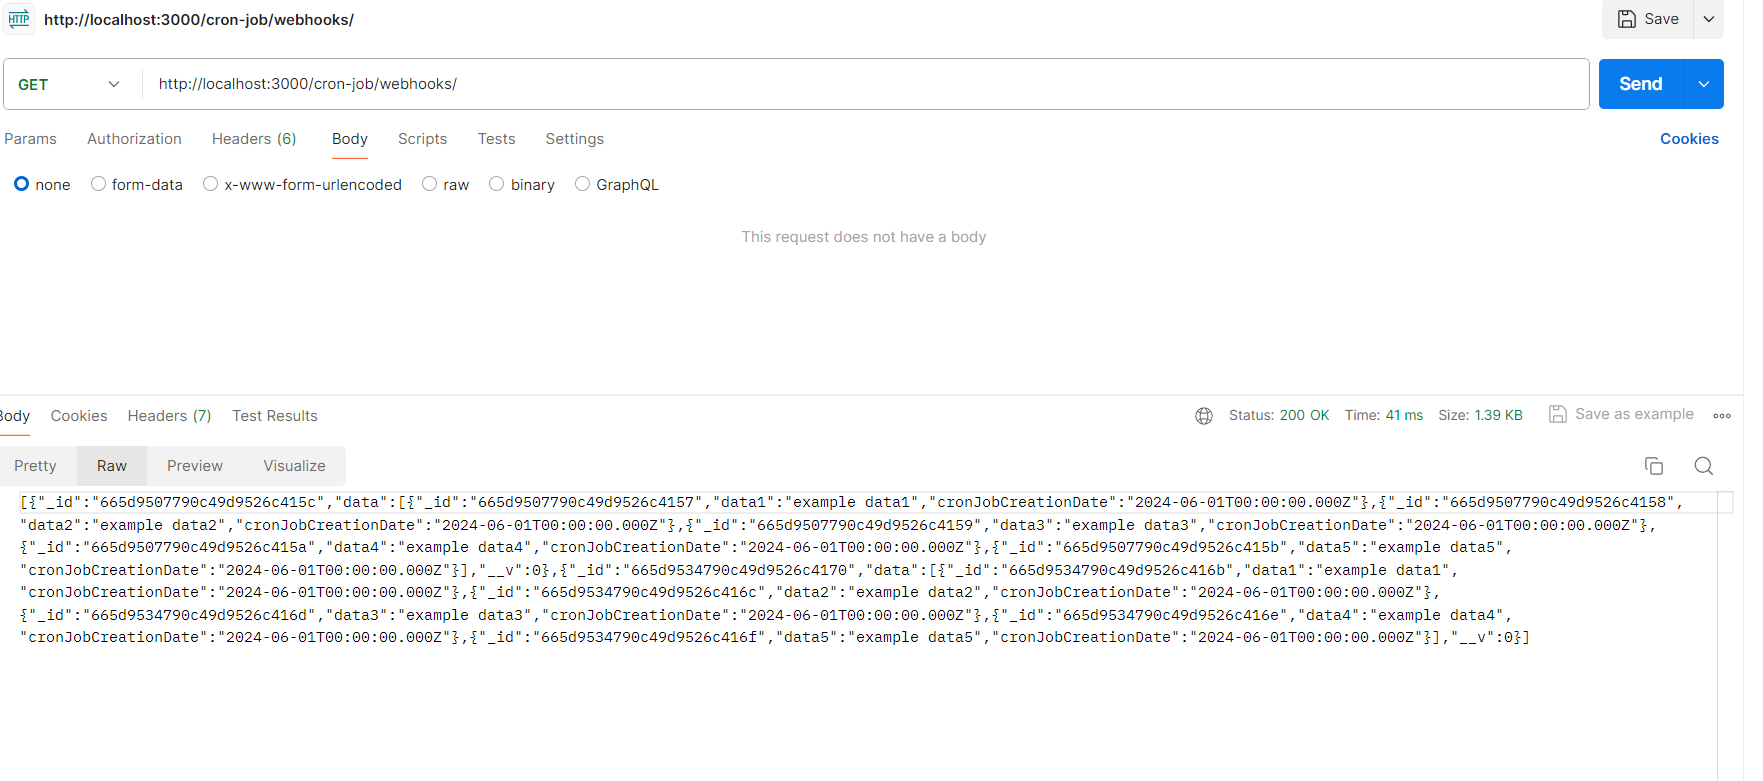 HTTP http://localhost:3000/cron-job/webhooks/ Save
GET http://localhost:3000/cron-job/webhooks/ Send
Params Authorization Headers (6) Body Scripts Tests Settings Cookies
none form-data x-www-form-urlencoded raw binary GraphQL
This request does not have a body
Body Cookies Headers (7) Test Results Status: 200 OK Time: 41 ms Size: 1.39 KB Save as example
Pretty Raw Preview Visualize
[{"_id":"665d9507790c49d9526c415c","data":[{"_id":"665d9507790c49d9526c4157","data1":"example data1","cronJobCreationDate":"2024-06-01T00:00:00.000Z"},{"_id":"665d9507790c49d9526c4158",
"data2":"example data2","cronJobCreationDate":"2024-06-01T00:00:00.000Z"},{"_id":"665d9507790c49d9526c4159","data3":"example data3","cronJobCreationDate":"2024-06-01T00:00:00.000Z"},
{"_id":"665d9507790c49d9526c415a","data4":"example data4","cronJobCreationDate":"2024-06-01T00:00:00.000Z"},{"_id":"665d9507790c49d9526c415b","data5":"example data5",
"cronJobCreationDate":"2024-06-01T00:00:00.000Z"}],"__v":0},{"_id":"665d9534790c49d9526c4170","data":[{"_id":"665d9534790c49d9526c416b","data1":"example data1",
"cronJobCreationDate":"2024-06-01T00:00:00.000Z"},{"_id":"665d9534790c49d9526c416c","data2":"example data2","cronJobCreationDate":"2024-06-01T00:00:00.000Z"},
{"_id":"665d9534790c49d9526c416d","data3":"example data3","cronJobCreationDate":"2024-06-01T00:00:00.000Z"},{"_id":"665d9534790c49d9526c416e","data4":"example data4",
"cronJobCreationDate":"2024-06-01T00:00:00.000Z"},{"_id":"665d9534790c49d9526c416f","data5":"example data5","cronJobCreationDate":"2024-06-01T00:00:00.000Z"}],"__v":0}]